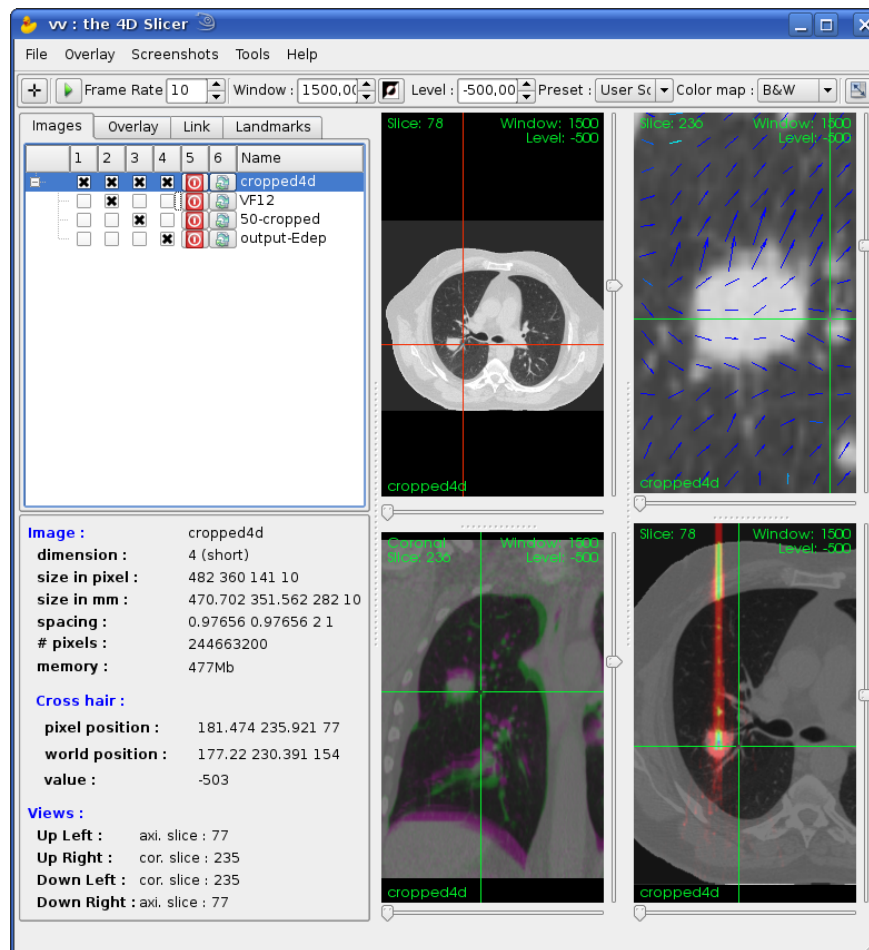 vv : the 4D Slicer
File Overlay Screenshots Tools Help
Frame Rate 10 Window : 1500,0 Level : -500,00 Preset : User Sc Color map : B&W
Images Overlay Link Landmarks
1 2 3 4 5 6 Name
cropped4d
VF12
50-cropped
output-Edep
Image : cropped4d
dimension : 4 (short)
size in pixel : 482 360 141 10
size in mm : 470.702 351.562 282 10
spacing : 0.97656 0.97656 2 1
# pixels : 244663200
memory : 477Mb
Cross hair :
pixel position : 181.474 235.921 77
world position : 177.22 230.391 154
value : -503
Views :
Up Left : axi. slice : 77
Up Right : cor. slice : 235
Down Left : cor. slice : 235
Down Right : axi. slice : 77
Slice: 78 Window: 1500
Level: -500
cropped4d
Slice: 236 Window: 1500
Level: -500
cropped4d
Coronal Window: 1500
Slice: 236 Level: -500
cropped4d
Slice: 78 Window: 1500
Level: -500
cropped4d